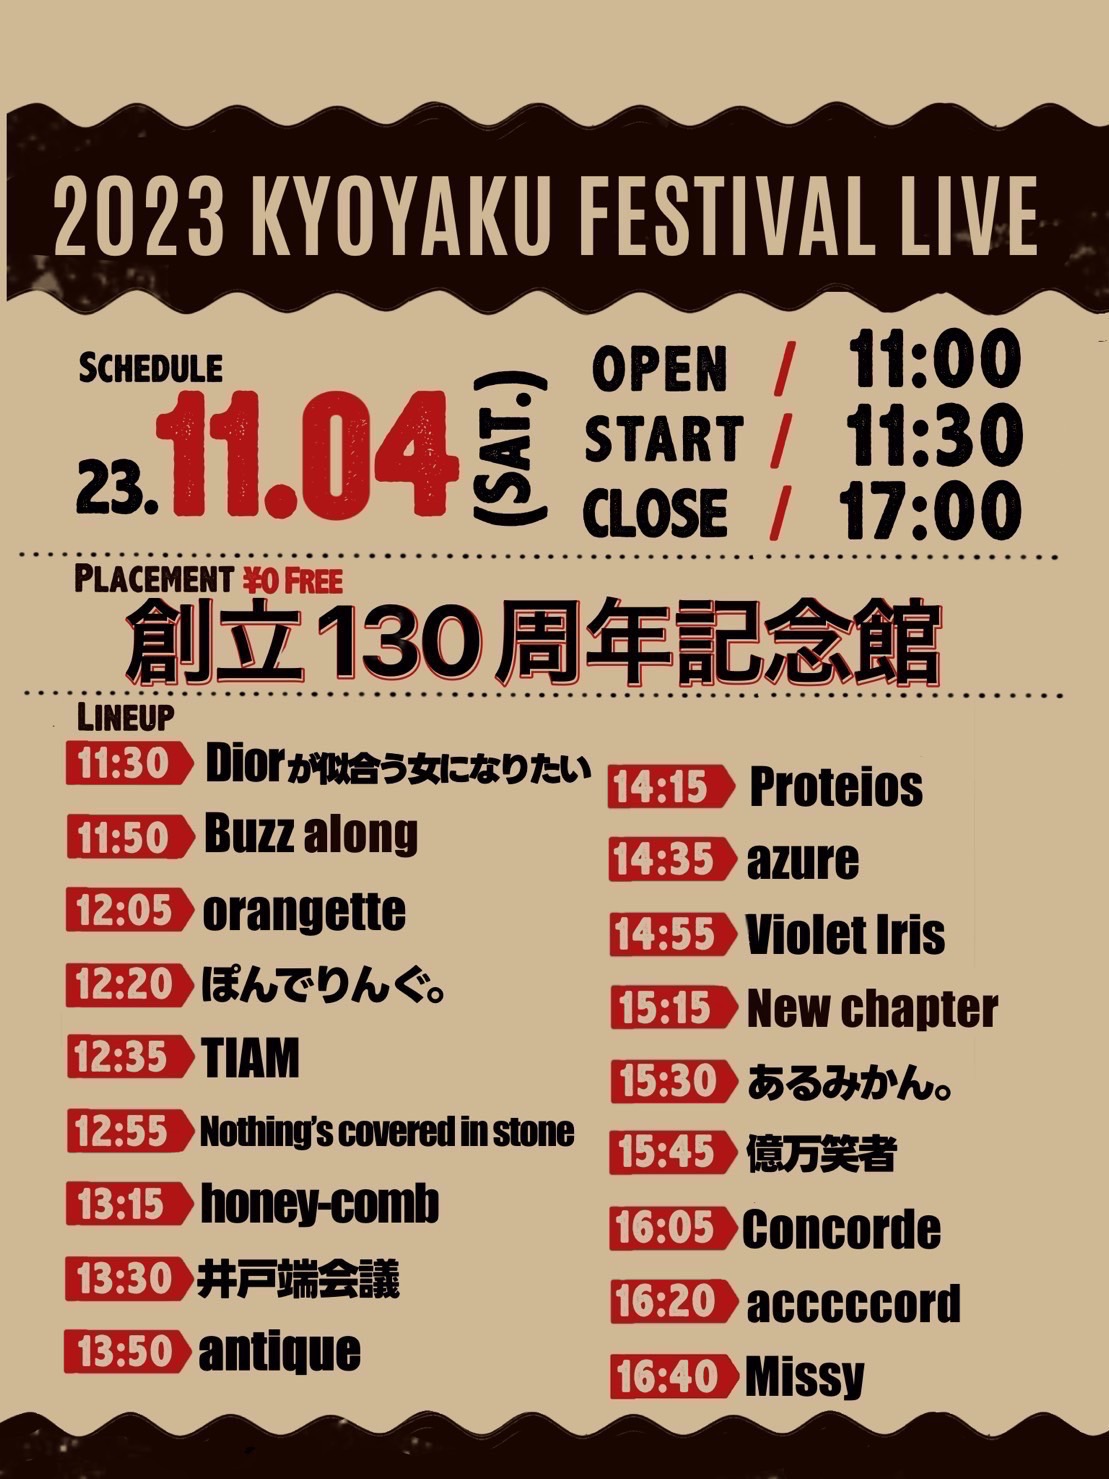 2023 KYOYAKU FESTIVAL LIVE
SCHEDULE
23.11.04 (SAT.)
OPEN / 11:00
START / 11:30
CLOSE / 17:00
PLACEMENT ¥0 FREE
創立130周年記念館
LINEUP
11:30 Diorが似合う女になりたい
11:50 Buzz along
12:05 orangette
12:20 ぽんでりんぐ。
12:35 TIAM
12:55 Nothing's covered in stone
13:15 honey-comb
13:30 井戸端会議
13:50 antique
14:15 Proteios
14:35 azure
14:55 Violet Iris
15:15 New chapter
15:30 あるみかん。
15:45 億万笑者
16:05 Concorde
16:20 acccccord
16:40 Missy